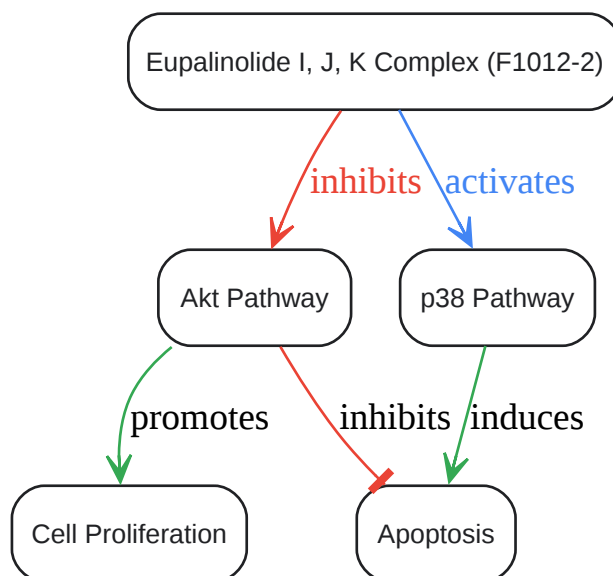 Eupalinolide I, J, K Complex (F1012-2)
inhibits
activates
Akt Pathway
p38 Pathway
promotes
inhibits
induces
Cell Proliferation
Apoptosis